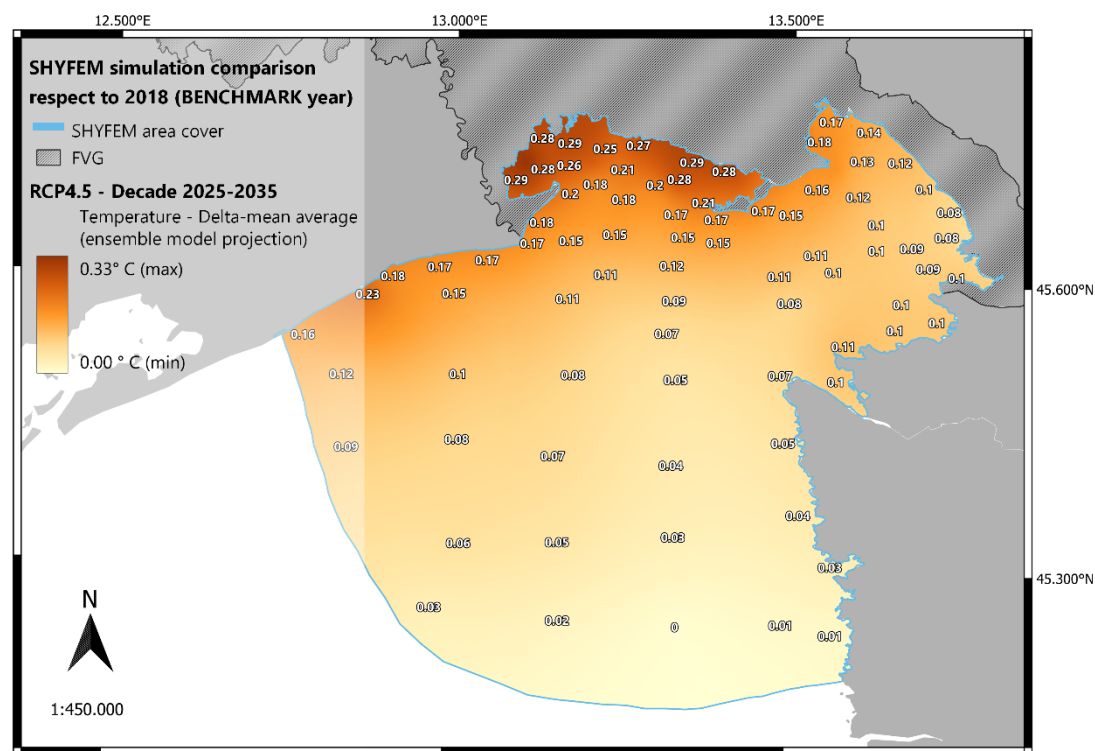 12.500°E 13.000°E 13.500°E
SHYFEM simulation comparison
respect to 2018 (BENCHMARK year)
SHYFEM area cover
FVG
RCP4.5 - Decade 2025-2035
Temperature - Delta-mean average
(ensemble model projection)
0.33° C (max)
0.00 ° C (min)
0.17
0.14
0.28 0.29 0.25 0.27 0.18
0.28 0.26 0.21 0.29 0.28 0.13 0.12
0.29 0.2 0.18 0.2 0.28 0.16 0.1
0.18 0.21 0.12
0.18 0.17 0.17 0.17 0.15 0.08
0.17 0.15 0.15 0.15 0.15 0.1 0.08
0.17 0.17 0.12 0.11 0.1 0.09
0.18 0.11 0.11 0.1 0.09 0.1
0.23 0.15 0.11 0.09 0.08 0.1
45.600°N
0.16 0.07 0.1 0.1
0.11
0.12 0.1 0.08 0.05 0.07 0.1
0.09 0.08 0.07 0.04 0.05
0.06 0.05 0.03 0.04
0.03
45.300°N
0.03 0.02 0 0.01 0.01
N
1:450.000